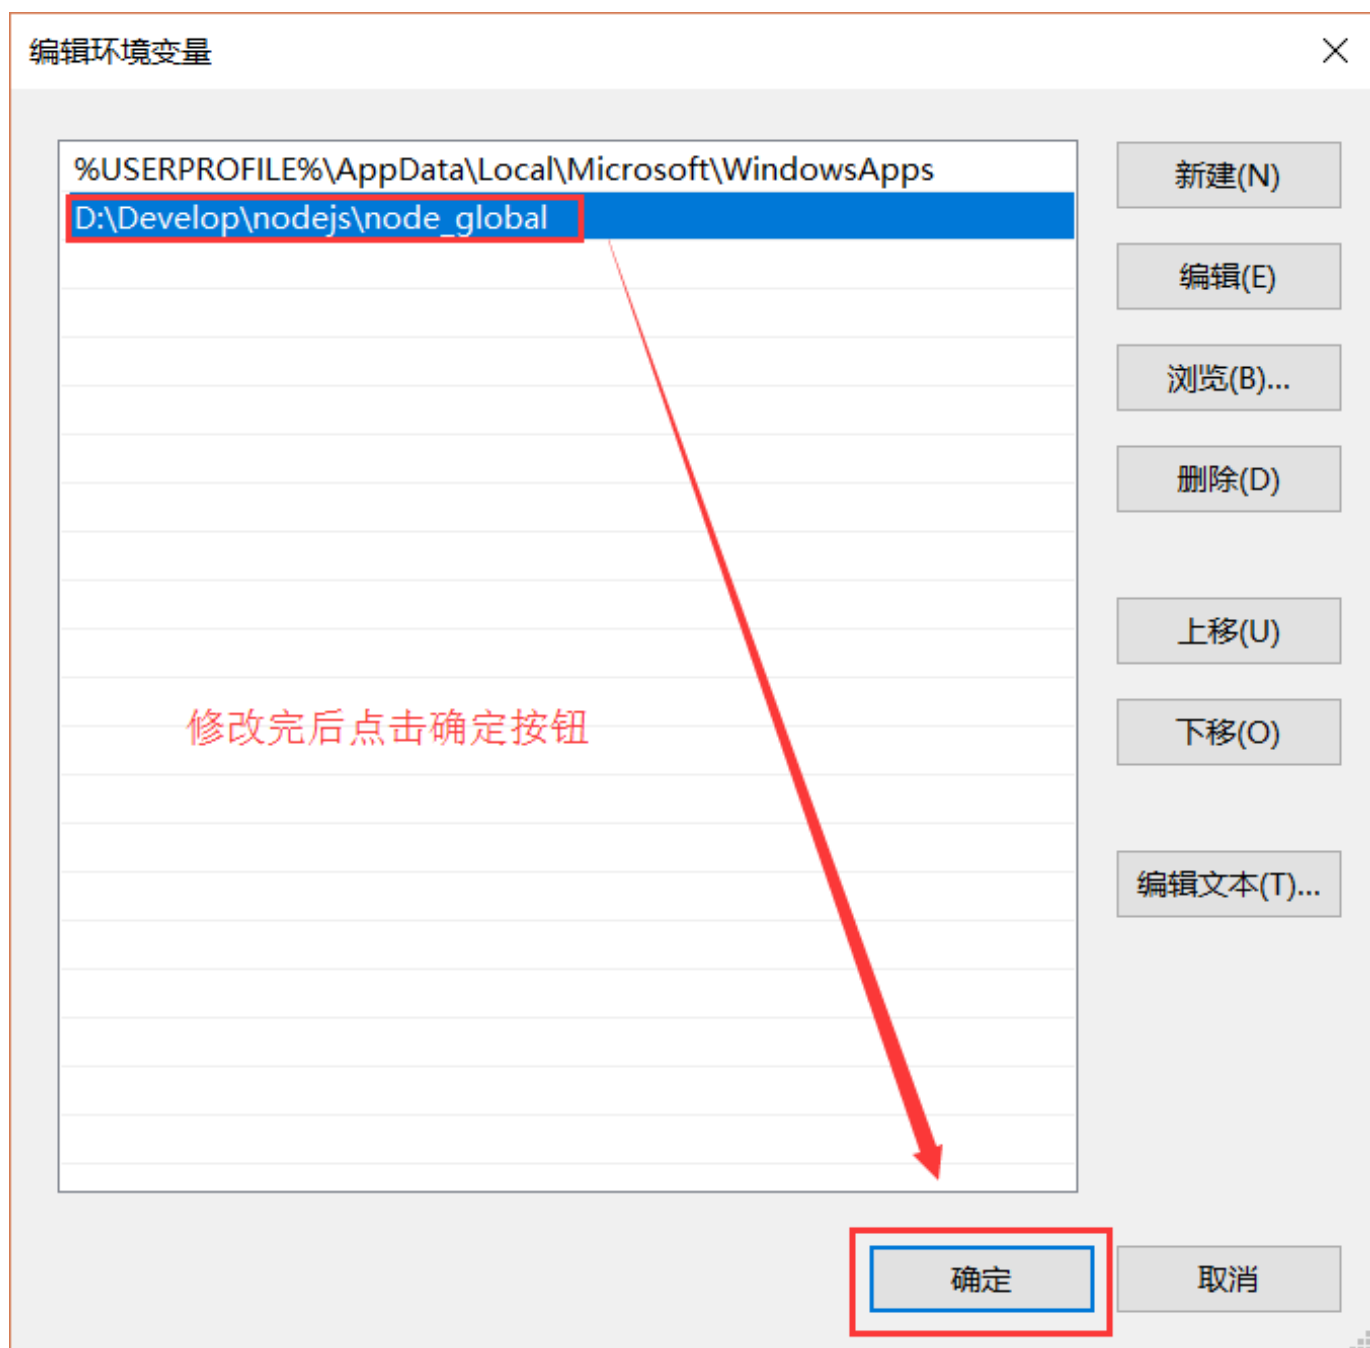 编辑环境变量
%USERPROFILE%\AppData\Local\Microsoft\WindowsApps
D:\Develop\nodejs\node_global
新建(N)
编辑(E)
浏览(B)...
删除(D)
上移(U)
修改完后点击确定按钮
下移(O)
编辑文本(T)...
确定
取消